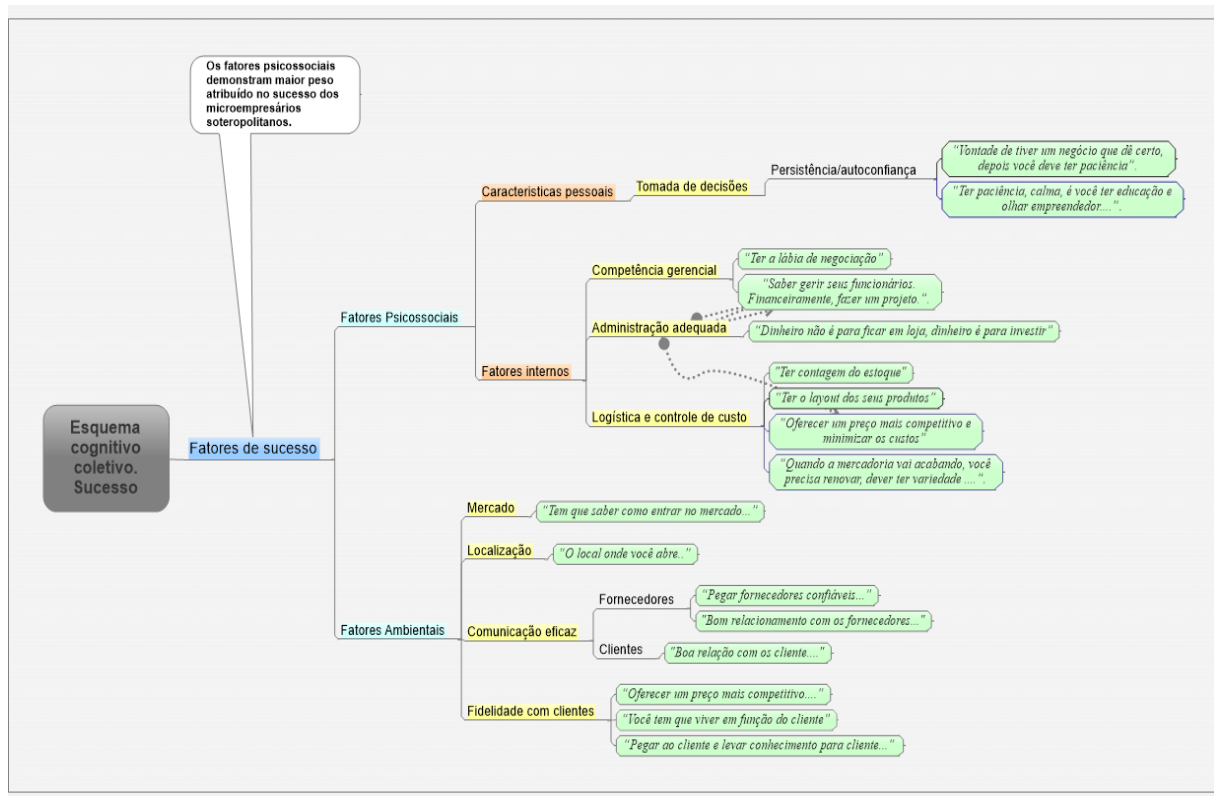 Os fatores psicossociais
demonstram maior peso
atribuído no sucesso dos
microempresários
soteropolitanos.
Esquema
cognitivo
coletivo.
Sucesso
Fatores de sucesso
Fatores Psicossociais
Caracteristicas pessoais
Tomada de decisões
Persistência/autoconfiança
"Vontade de tiver um negócio que dê certo,
depois você deve ter paciência".
"Ter paciência, calma, é você ter educação e
olhar empreendedor....".
Fatores internos
Competência gerencial
"Ter a lábia de negociação"
"Saber gerir seus funcionários.
Financeiramente, fazer um projeto.".
Administração adequada
"Dinheiro não é para ficar em loja, dinheiro é para investir"
Logística e controle de custo
"Ter contagem do estoque"
"Ter o layout dos seus produtos"
"Oferecer um preço mais competitivo e
minimizar os custos"
"Quando a mercadoria vai acabando, você
precisa renovar, dever ter variedade ....".
Fatores Ambientais
Mercado
"Tem que saber como entrar no mercado..."
Localização
"O local onde você abre.."
Comunicação eficaz
Fornecedores
"Pegar fornecedores confiáveis..."
"Bom relacionamento com os fornecedores..."
Clientes
"Boa relação com os cliente...."
Fidelidade com clientes
"Oferecer um preço mais competitivo...."
"Você tem que viver em função do cliente"
"Pegar ao cliente e levar conhecimento para cliente..."